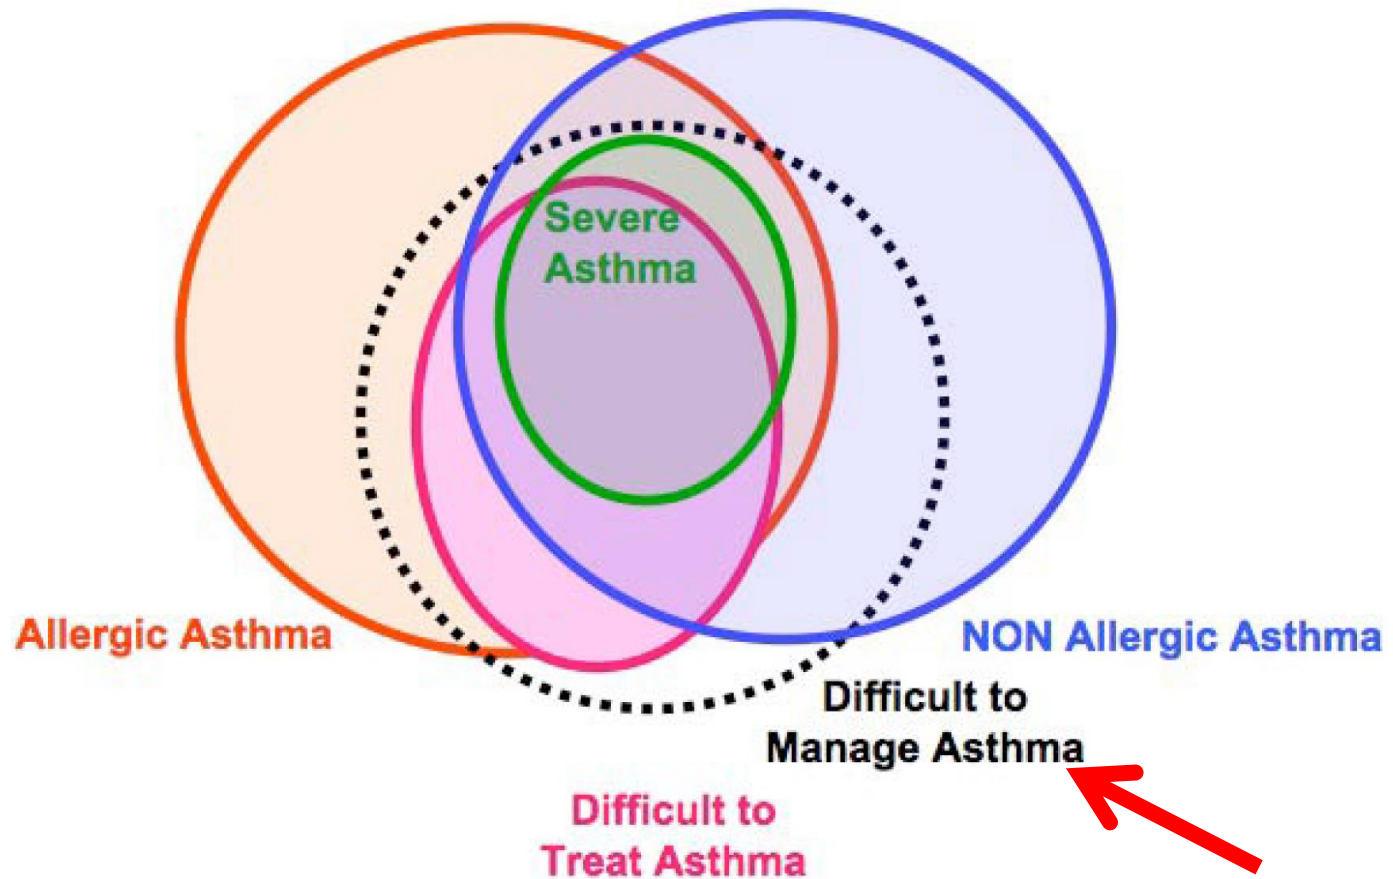 Severe
Asthma
Allergic Asthma
NON Allergic Asthma
Difficult to
Manage Asthma
Difficult to
Treat Asthma